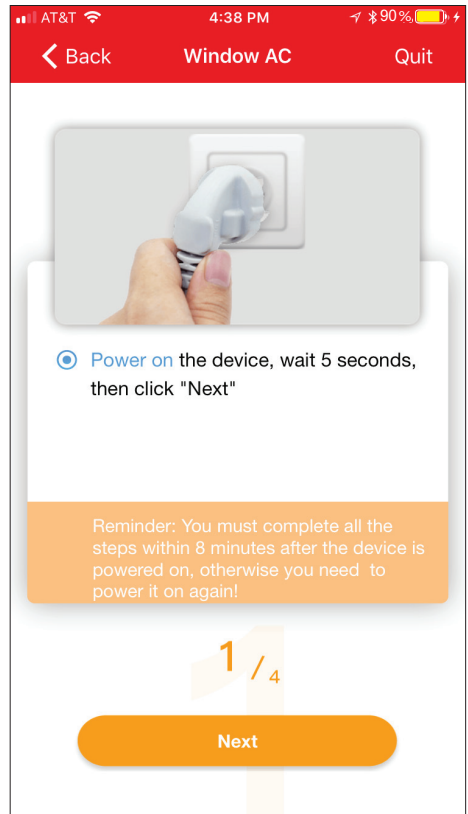 AT&T 4:38 PM 90%
Back Window AC Quit
Power on the device, wait 5 seconds,
then click "Next"
Reminder: You must complete all the
steps within 8 minutes after the device is
powered on, otherwise you need to
power it on again!
1 / 4
Next